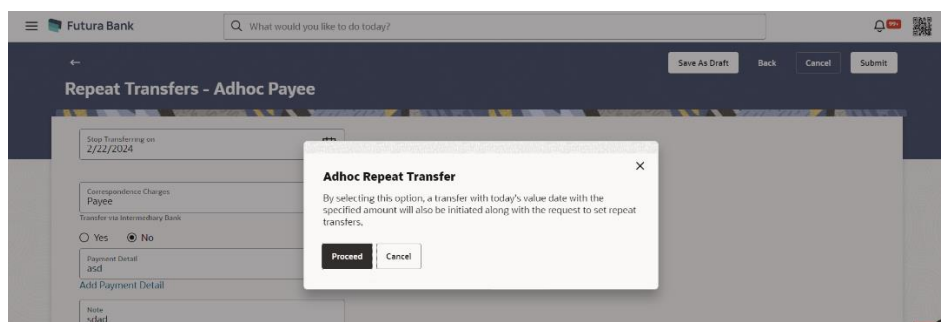 Futura Bank
What would you like to do today?
99+
Save As Draft
Back
Cancel
Submit
Repeat Transfers - Adhoc Payee
Stop Transferring on
2/22/2024
Correspondence Charges
Payee
Transfer via Intermediary Bank
Yes
No
Payment Detail
asd
Add Payment Detail
Note
sdad
Adhoc Repeat Transfer
By selecting this option, a transfer with today's value date with the
specified amount will also be initiated along with the request to set repeat
transfers.
Proceed
Cancel